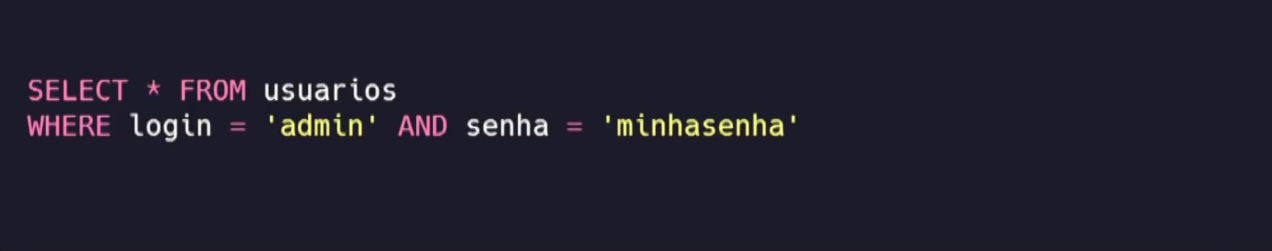 SELECT * FROM usuarios
WHERE login = 'admin' AND senha = 'minhasenha'